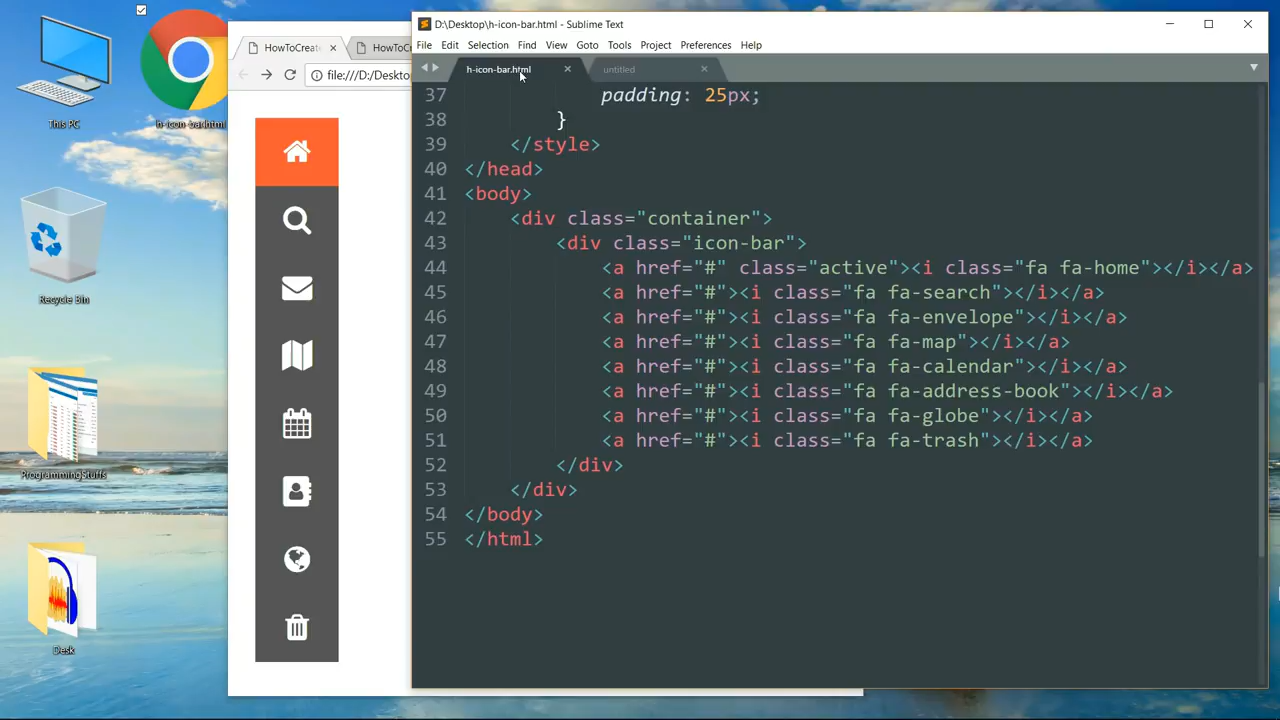 D:\Desktop\h-icon-bar.html - Sublime Text
File Edit Selection Find View Goto Tools Project Preferences Help
h-icon-bar.html × untitled ×
37 padding: 25px;
38 }
39 </style>
40 </head>
41 <body>
42 <div class="container">
43 <div class="icon-bar">
44 <a href="#" class="active"><i class="fa fa-home"></i></a>
45 <a href="#"><i class="fa fa-search"></i></a>
46 <a href="#"><i class="fa fa-envelope"></i></a>
47 <a href="#"><i class="fa fa-map"></i></a>
48 <a href="#"><i class="fa fa-calendar"></i></a>
49 <a href="#"><i class="fa fa-address-book"></i></a>
50 <a href="#"><i class="fa fa-globe"></i></a>
51 <a href="#"><i class="fa fa-trash"></i></a>
52 </div>
53 </div>
54 </body>
55 </html>
HowToCreate × HowToC
file:///D:/Deskto
This PC
h-icon-bar.html
Recycle Bin
ProgrammingStuffs
Desk